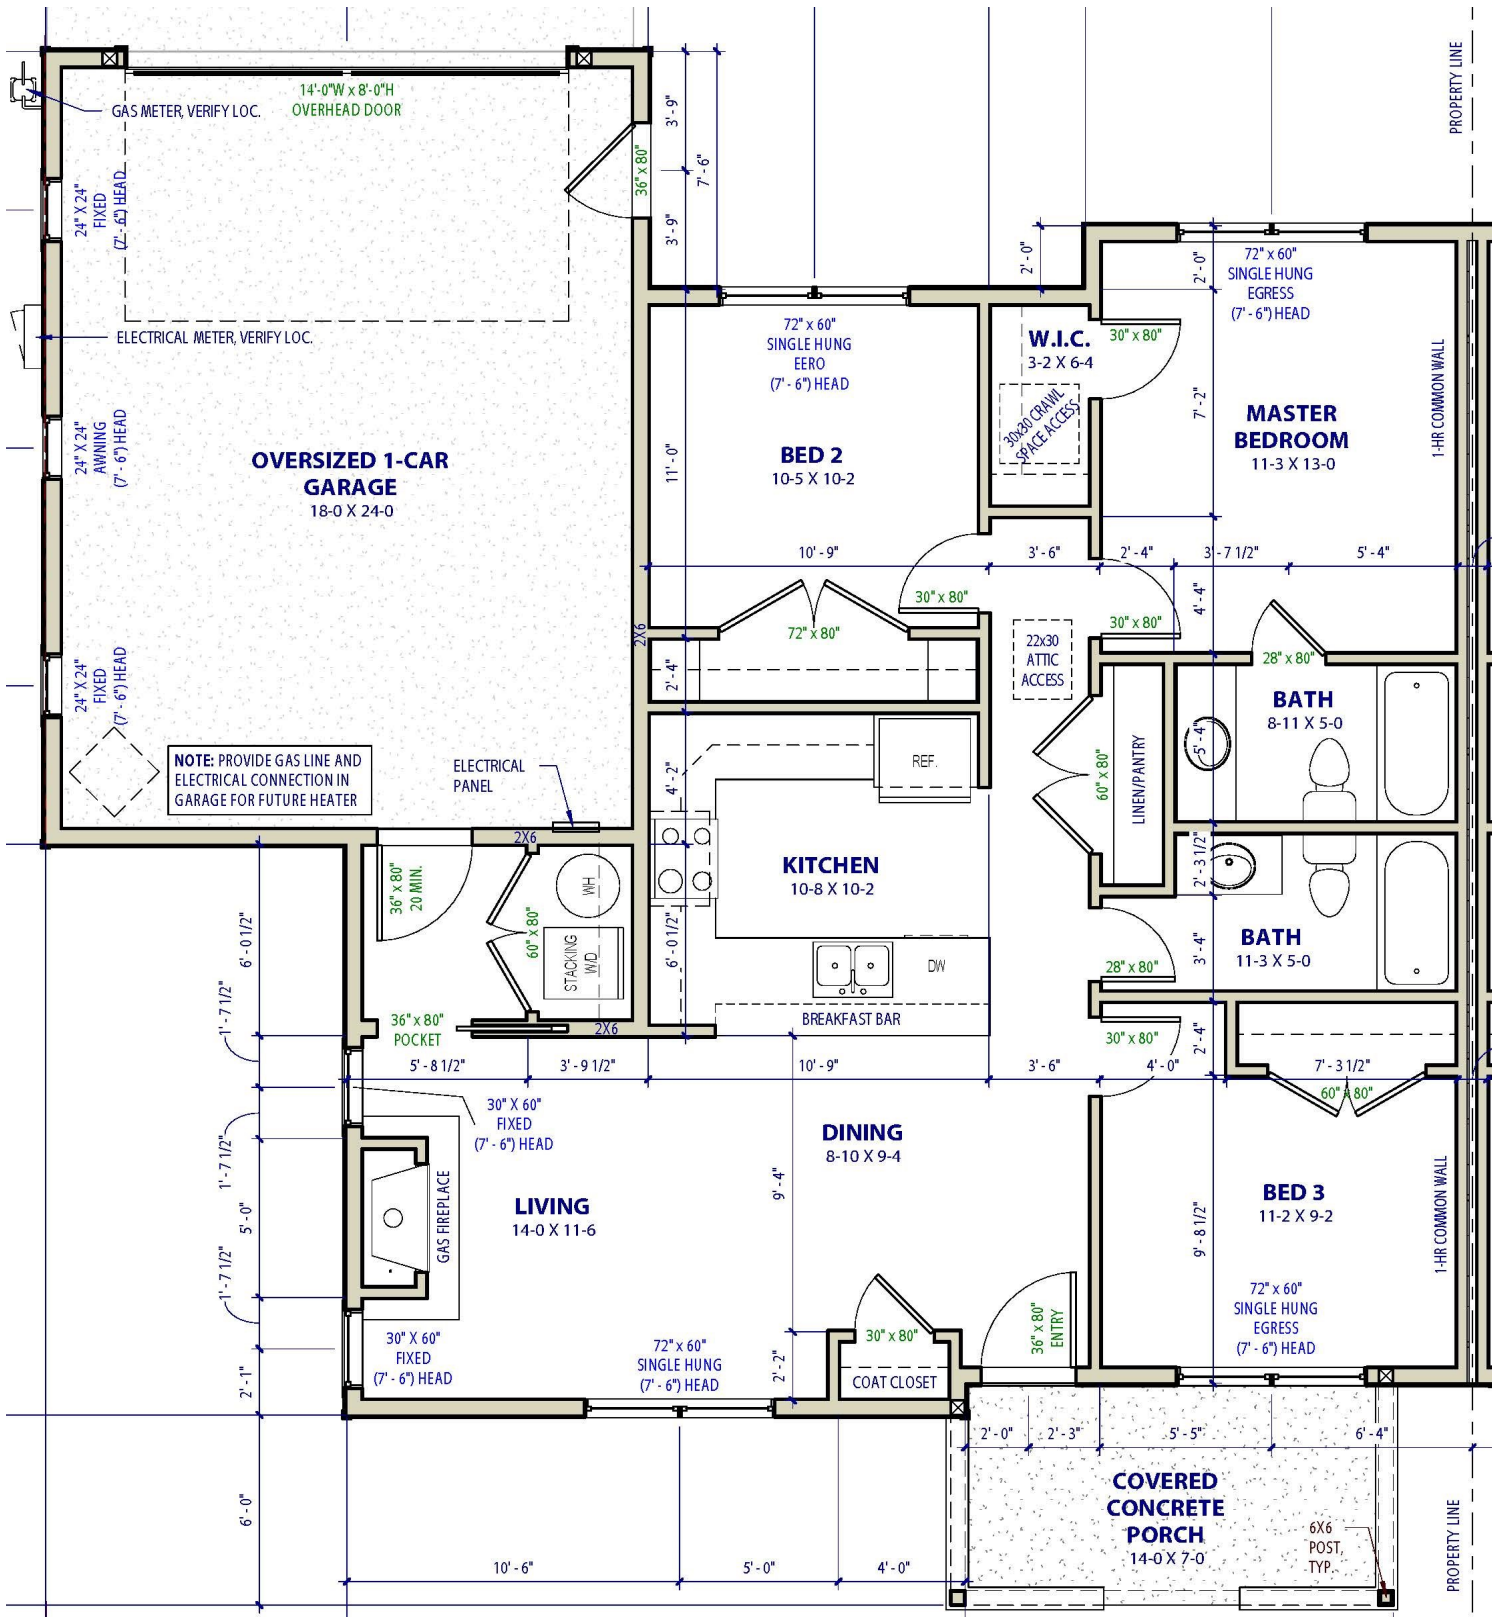 PROPERTY LINE
14'-0"W x 8'-0"H
OVERHEAD DOOR
GAS METER, VERIFY LOC.
3' - 9"
7' - 6"
36" x 80"
3' - 9"
24" X 24"
FIXED
(7' - 6") HEAD
2' - 0"
2' - 0"
72" x 60"
SINGLE HUNG
EGRESS
(7' - 6") HEAD
72" x 60"
SINGLE HUNG
EERO
(7' - 6") HEAD
ELECTRICAL METER, VERIFY LOC.
W.I.C.
3-2 X 6-4
30" x 80"
30x30 CRAWL
SPACE ACCESS
7' - 2"
1-HR COMMON WALL
MASTER
BEDROOM
11-3 X 13-0
24" X 24"
AWNING
(7' - 6") HEAD
OVERSIZED 1-CAR
GARAGE
18-0 X 24-0
11' - 0"
BED 2
10-5 X 10-2
10' - 9"
3' - 6"
2' - 4"
3' - 7 1/2"
5' - 4"
30" x 80"
4' - 4"
30" x 80"
72" x 80"
2X6
22x30
ATTIC
ACCESS
28" x 80"
24" X 24"
FIXED
(7' - 6") HEAD
2' - 4"
BATH
8-11 X 5-0
5' - 4"
NOTE: PROVIDE GAS LINE AND
ELECTRICAL CONNECTION IN
GARAGE FOR FUTURE HEATER
ELECTRICAL
PANEL
4' - 2"
REF.
60" x 80"
LINEN/PANTRY
2X6
KITCHEN
10-8 X 10-2
2' - 3 1/2"
36" x 80"
20 MIN.
WH
60" x 80"
STACKING
W/D
6' - 0 1/2"
6' - 0 1/2"
DW
BATH
11-3 X 5-0
3' - 4"
28" x 80"
1' - 7 1/2"
36" x 80"
POCKET
2X6
BREAKFAST BAR
30" x 80"
2' - 4"
5' - 8 1/2"
3' - 9 1/2"
10' - 9"
3' - 6"
4' - 0"
7' - 3 1/2"
60" x 80"
30" X 60"
FIXED
(7' - 6") HEAD
DINING
8-10 X 9-4
1' - 7 1/2"
5' - 0"
GAS FIREPLACE
LIVING
14-0 X 11-6
9' - 4"
BED 3
11-2 X 9-2
9' - 8 1/2"
1-HR COMMON WALL
1' - 7 1/2"
72" x 60"
SINGLE HUNG
EGRESS
(7' - 6") HEAD
30" X 60"
FIXED
(7' - 6") HEAD
2' - 1"
72" x 60"
SINGLE HUNG
(7' - 6") HEAD
2' - 2"
30" x 80"
COAT CLOSET
36" x 80"
ENTRY
2' - 0"
2' - 3"
5' - 5"
6' - 4"
6' - 0"
COVERED
CONCRETE
PORCH
14-0 X 7-0
6X6
POST,
TYP.
PROPERTY LINE
10' - 6"
5' - 0"
4' - 0"